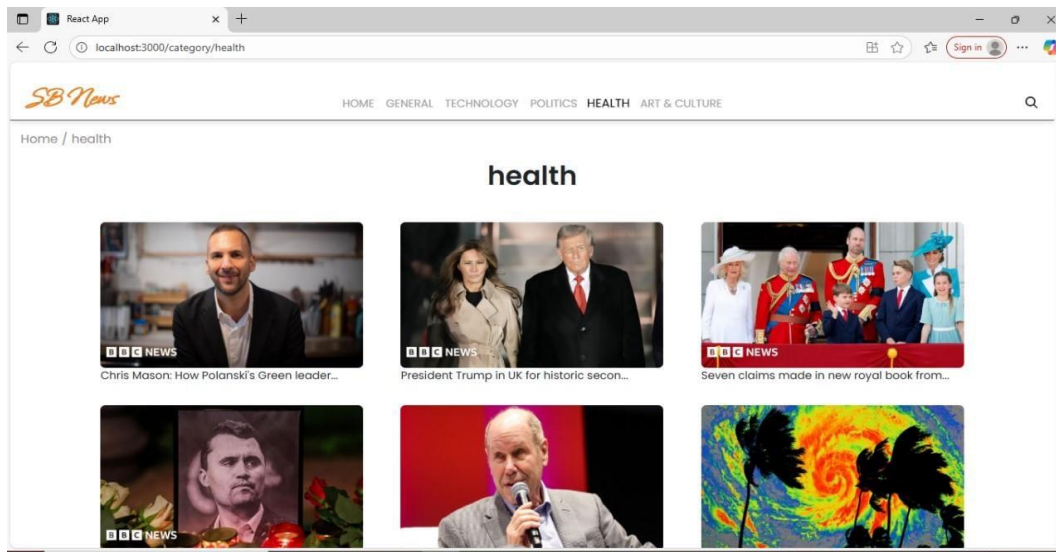 React App
localhost:3000/category/health
Sign in
SB News
HOME GENERAL TECHNOLOGY POLITICS HEALTH ART & CULTURE
Home / health
health
BBC NEWS
BBC NEWS
BBC NEWS
Chris Mason: How Polanski's Green leader...
President Trump in UK for historic secon...
Seven claims made in new royal book from...
BBC NEWS